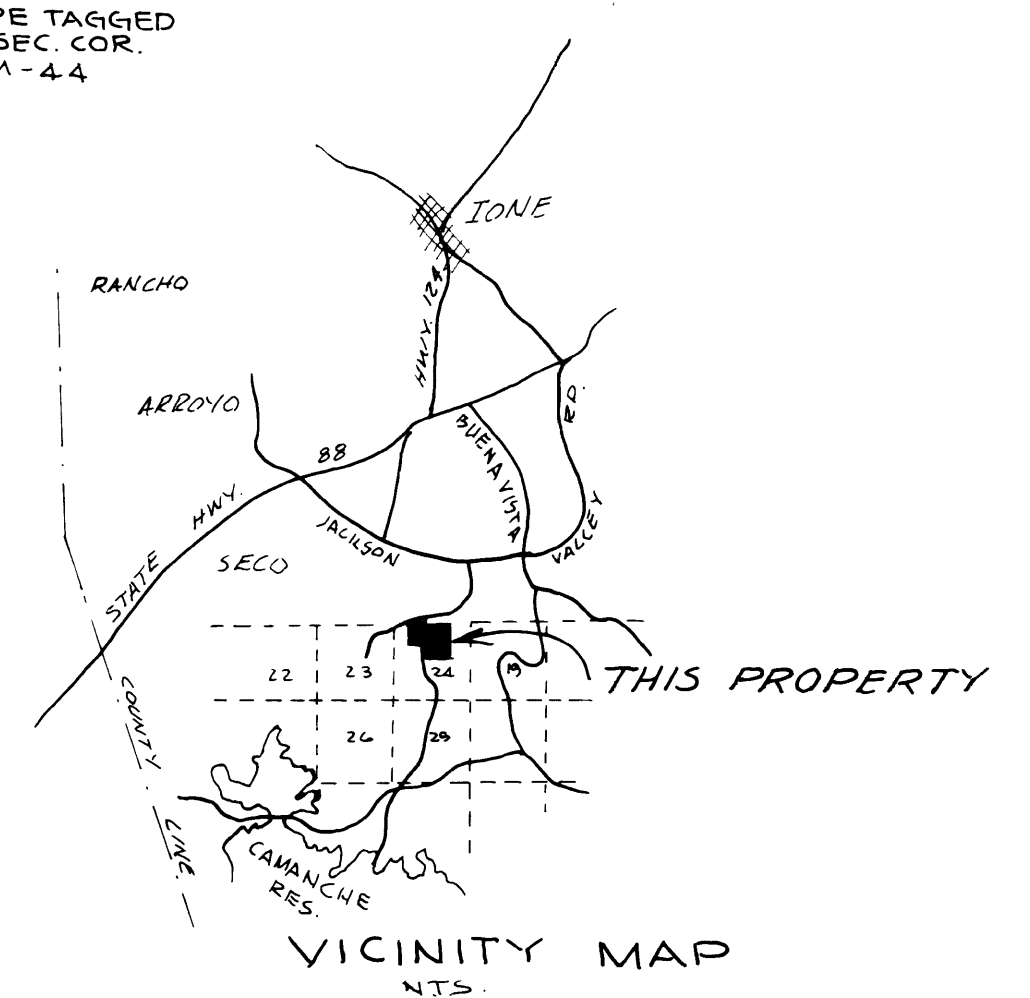 PE TAGGED
SEC. COR.
-44
IONE
RANCHO
HWY. 124
ARROYO
RD.
BUENA VISTA
88
STATE HWY.
JACKSON
VALLEY
SECO
22
23
24
19
THIS PROPERTY
COUNTY LINE
26
25
CAMANCHE
RES.
VICINITY MAP
N.T.S.